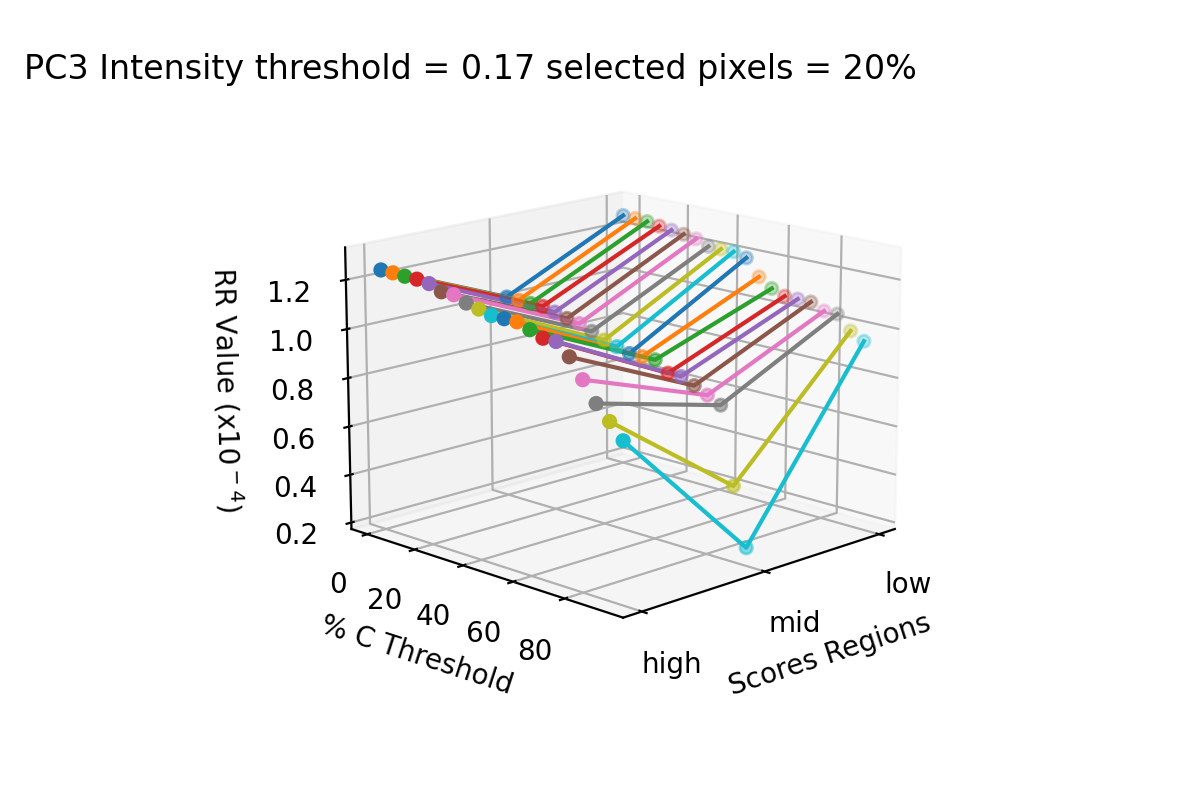 PC3 Intensity threshold = 0.17 selected pixels = 20%
RR Value (x10⁻⁴)
1.2
1.0
0.8
0.6
0.4
0.2
0
20
40
60
80
% C Threshold
high
mid
low
Scores Regions